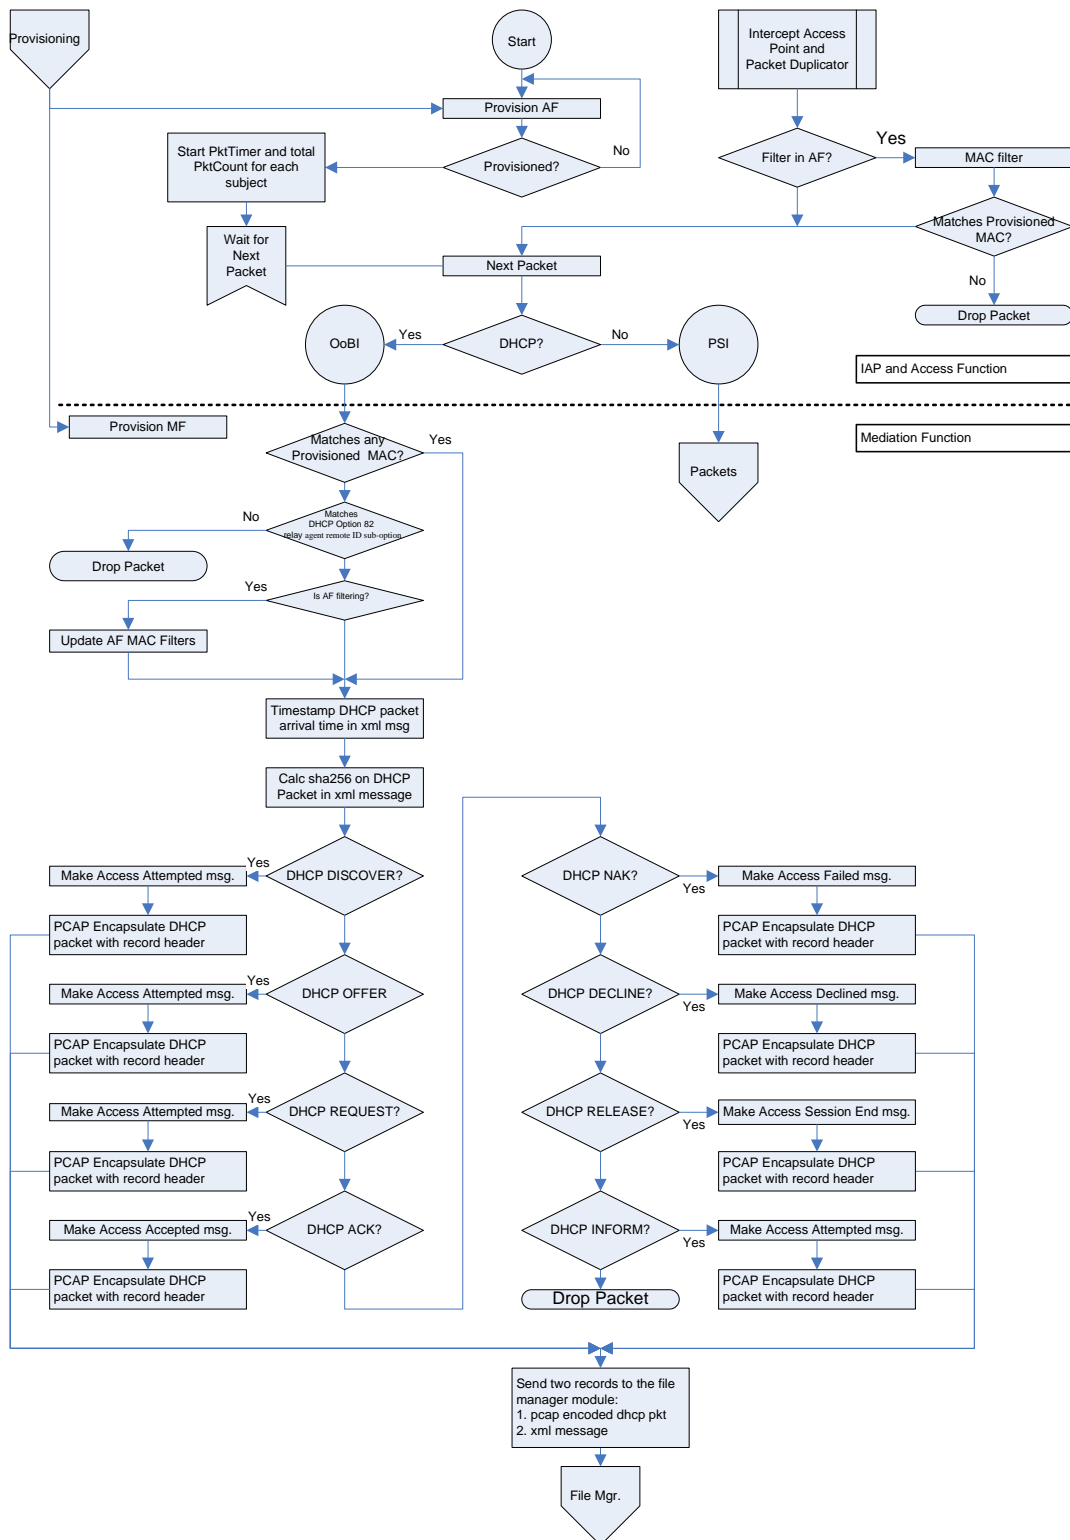 Provisioning
Start
Intercept Access
Point and
Packet Duplicator
Provision AF
Yes
Start PktTimer and total
PktCount for each
subject
Provisioned?
No
Filter in AF?
MAC filter
Wait for
Next
Packet
Matches Provisioned
MAC?
Next Packet
No
Drop Packet
OoBI
Yes
DHCP?
No
PSI
IAP and Access Function
Provision MF
Mediation Function
Matches any
Provisioned MAC?
Yes
Packets
Matches
DHCP Option 82
relay agent remote ID sub-option
No
Drop Packet
Yes
Is AF filtering?
Update AF MAC Filters
Timestamp DHCP packet
arrival time in xml msg
Calc sha256 on DHCP
Packet in xml message
Make Access Attempted msg.
Yes
DHCP DISCOVER?
DHCP NAK?
Yes
Make Access Failed msg.
PCAP Encapsulate DHCP
packet with record header
PCAP Encapsulate DHCP
packet with record header
Make Access Attempted msg.
Yes
DHCP OFFER
DHCP DECLINE?
Yes
Make Access Declined msg.
PCAP Encapsulate DHCP
packet with record header
PCAP Encapsulate DHCP
packet with record header
Make Access Attempted msg.
Yes
DHCP REQUEST?
DHCP RELEASE?
Yes
Make Access Session End msg.
PCAP Encapsulate DHCP
packet with record header
PCAP Encapsulate DHCP
packet with record header
Make Access Accepted msg.
Yes
DHCP ACK?
DHCP INFORM?
Yes
Make Access Attempted msg.
PCAP Encapsulate DHCP
packet with record header
Drop Packet
PCAP Encapsulate DHCP
packet with record header
Send two records to the file
manager module:
1. pcap encoded dhcp pkt
2. xml message
File Mgr.